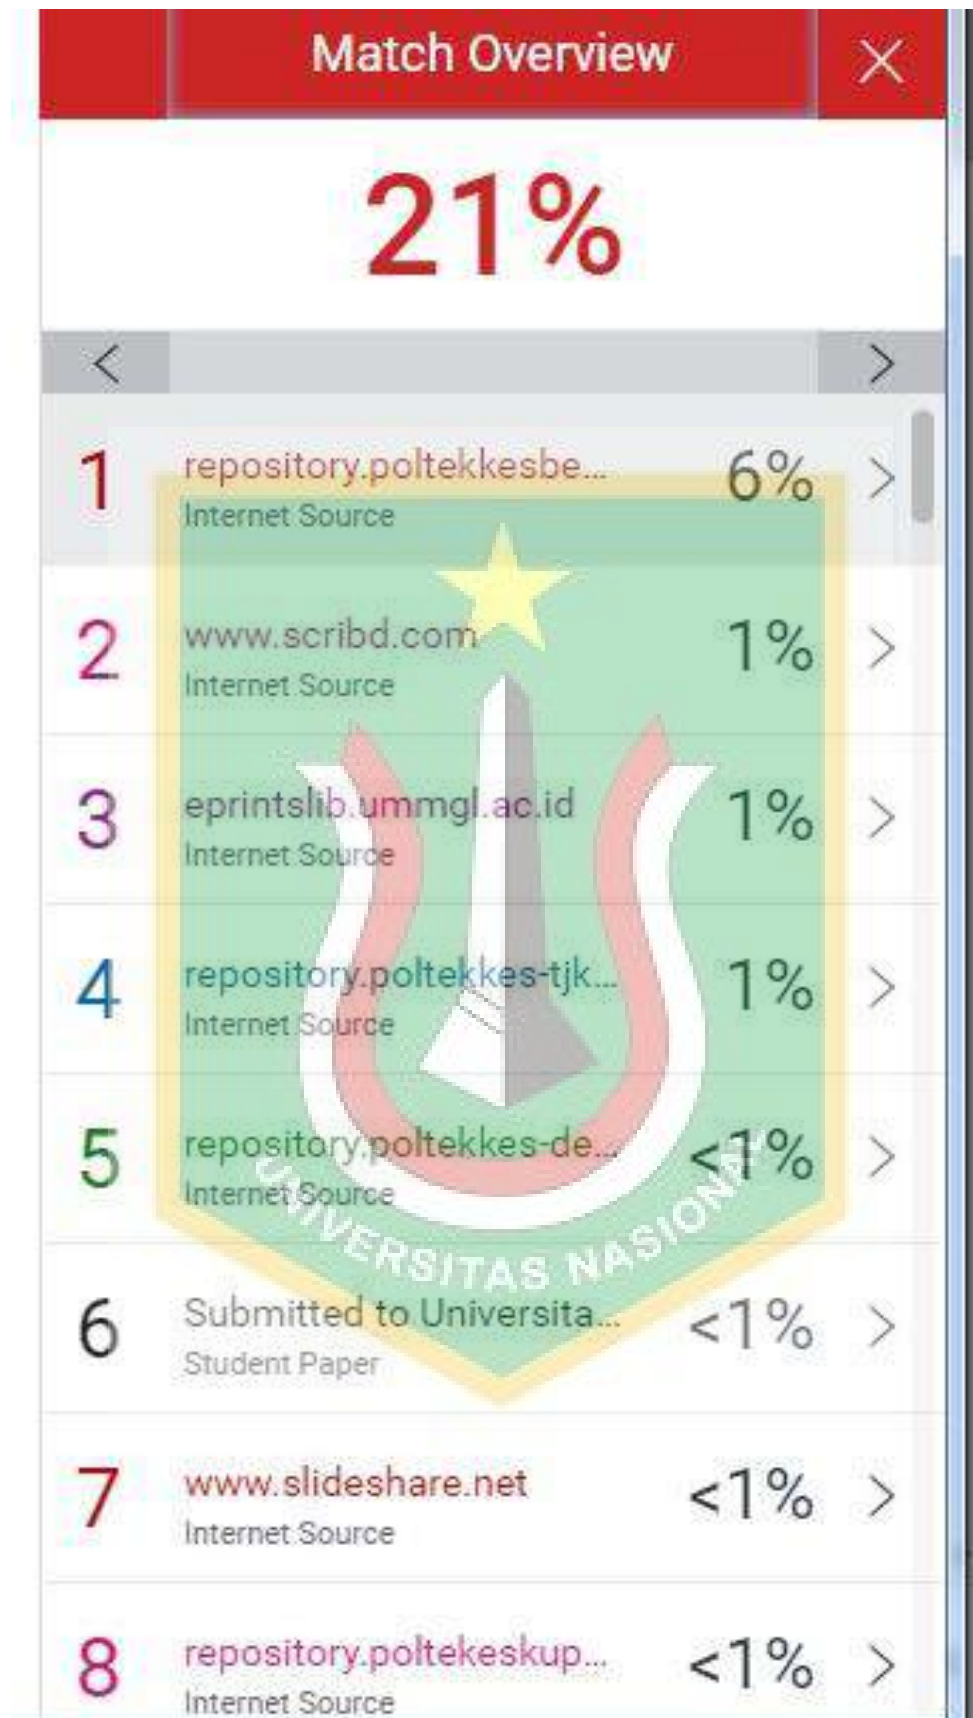 Match Overview
21%
1 repository.poltekkesbe... 6%
Internet Source
2 www.scribd.com 1%
Internet Source
3 eprintslib.ummgl.ac.id 1%
Internet Source
4 repository.poltekkes-tjk... 1%
Internet Source
5 repository.poltekkes-de... <1%
Internet Source
UNIVERSITAS NASIONAL
6 Submitted to Universita... <1%
Student Paper
7 www.slideshare.net <1%
Internet Source
8 repository.poltekeskup... <1%
Internet Source